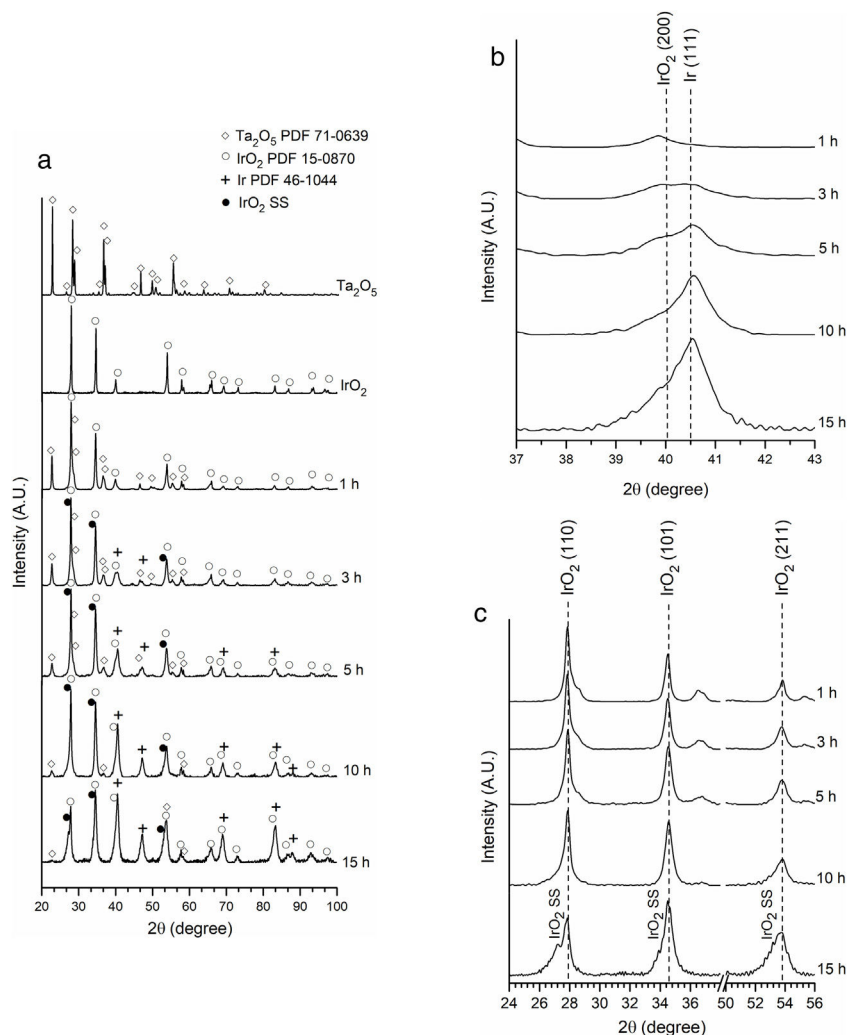 a
◇ Ta2O5 PDF 71-0639
○ IrO2 PDF 15-0870
+ Ir PDF 46-1044
● IrO2 SS
Intensity (A.U.)
Ta2O5
IrO2
1 h
3 h
5 h
10 h
15 h
20 30 40 50 60 70 80 90 100
2θ (degree)
b
IrO2 (200)
Ir (111)
Intensity (A.U.)
1 h
3 h
5 h
10 h
15 h
37 38 39 40 41 42 43
2θ (degree)
c
IrO2 (110)
IrO2 (101)
IrO2 (211)
Intensity (A.U.)
1 h
3 h
5 h
10 h
IrO2 SS
IrO2 SS
IrO2 SS
15 h
24 28 32 36 50 52 54 56
2θ (degree)